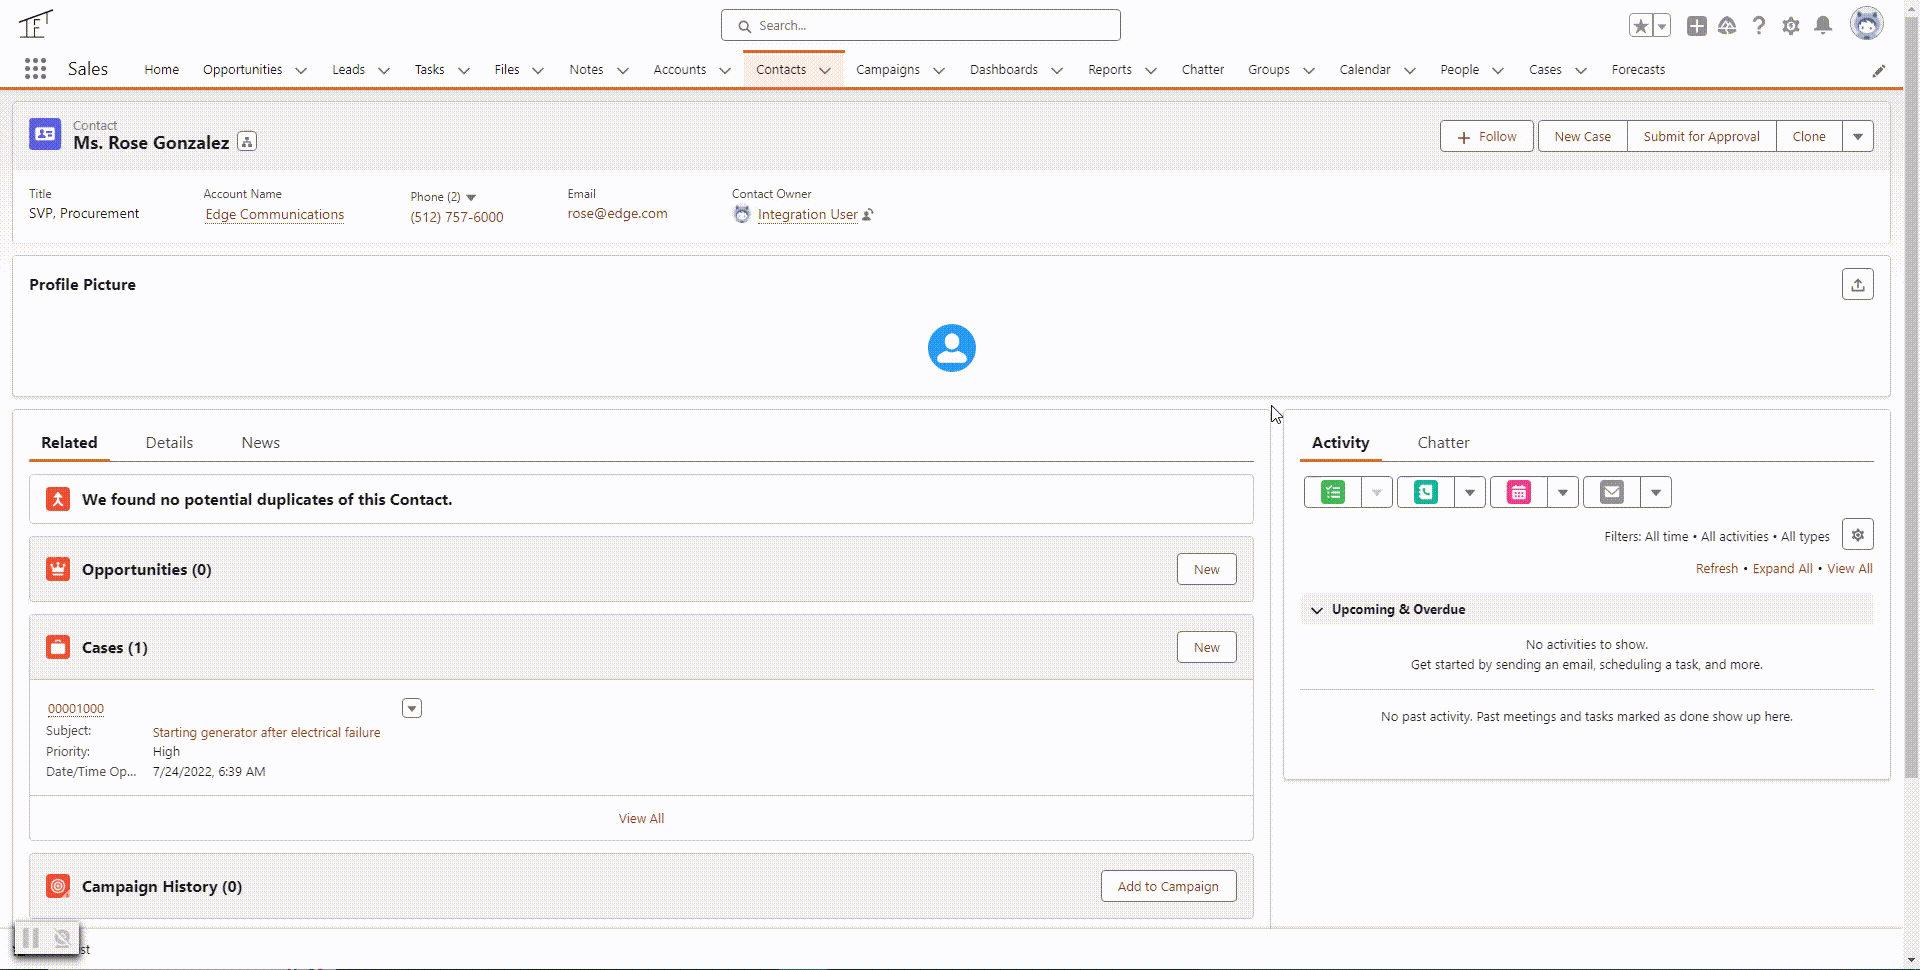 Search...
Sales Home Opportunities Leads Tasks Files Notes Accounts Contacts Campaigns Dashboards Reports Chatter Groups Calendar People Cases Forecasts
Contact
Ms. Rose Gonzalez
Follow New Case Submit for Approval Clone
Title Account Name Phone (2) Email Contact Owner
SVP, Procurement Edge Communications (512) 757-6000 rose@edge.com Integration User
Profile Picture
Related Details News
We found no potential duplicates of this Contact.
Opportunities (0) New
Cases (1) New
00001000
Subject: Starting generator after electrical failure
Priority: High
Date/Time Op... 7/24/2022, 6:39 AM
View All
Campaign History (0) Add to Campaign
Activity Chatter
Filters: All time • All activities • All types
Refresh • Expand All • View All
Upcoming & Overdue
No activities to show.
Get started by sending an email, scheduling a task, and more.
No past activity. Past meetings and tasks marked as done show up here.